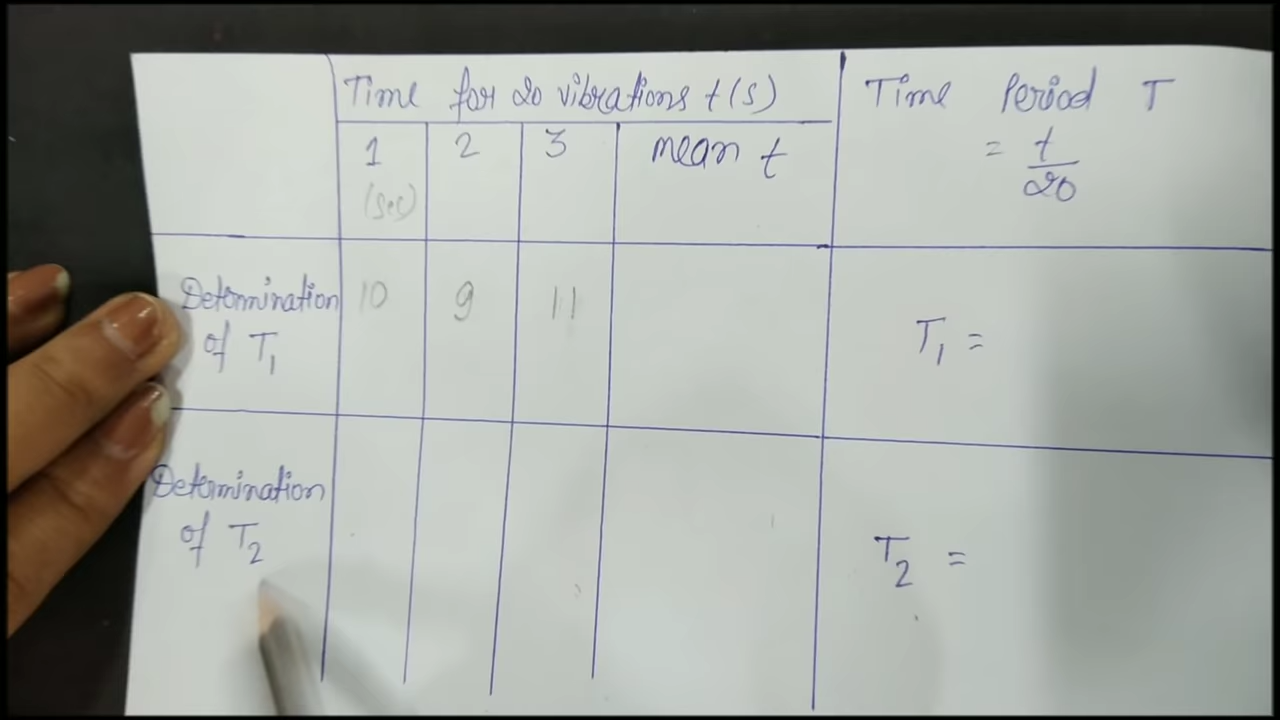 Time for 20 vibrations t(s)
Time Period T
= t/20
1 2 3 mean t
(sec)
Determination 10 9 11
of T1
T1 =
Determination
of T2
T2 =